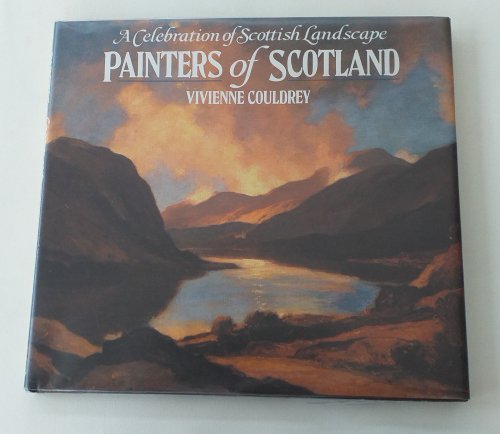 A Celebration of Scottish Landscape
PAINTERS of SCOTLAND
VIVIENNE COULDREY